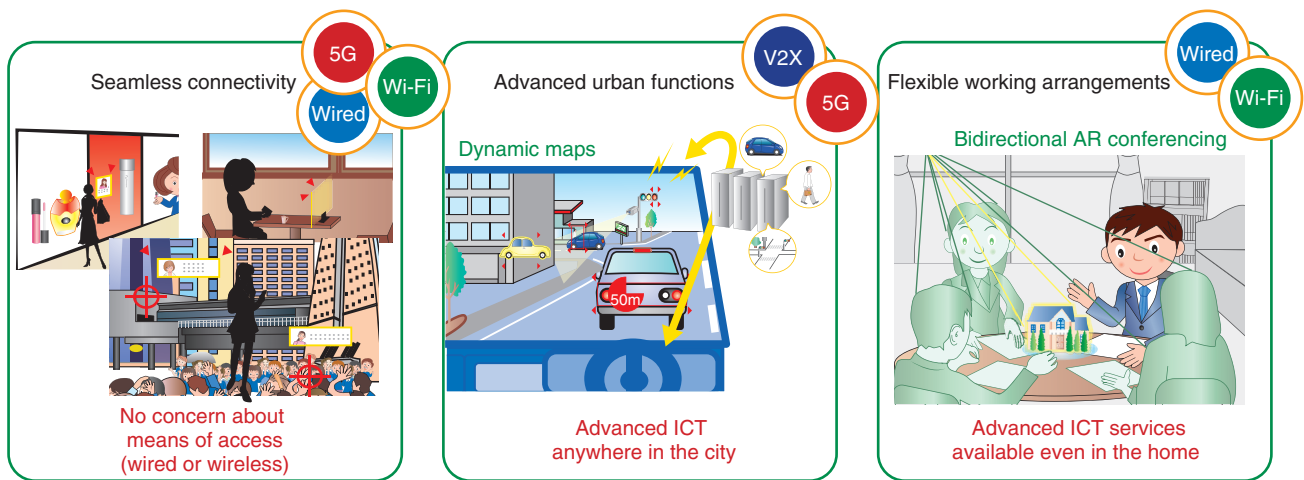 Seamless connectivity
5G
Wi-Fi
Wired
No concern about
means of access
(wired or wireless)
Advanced urban functions
V2X
5G
Dynamic maps
50m
Advanced ICT
anywhere in the city
Flexible working arrangements
Wired
Wi-Fi
Bidirectional AR conferencing
Advanced ICT services
available even in the home